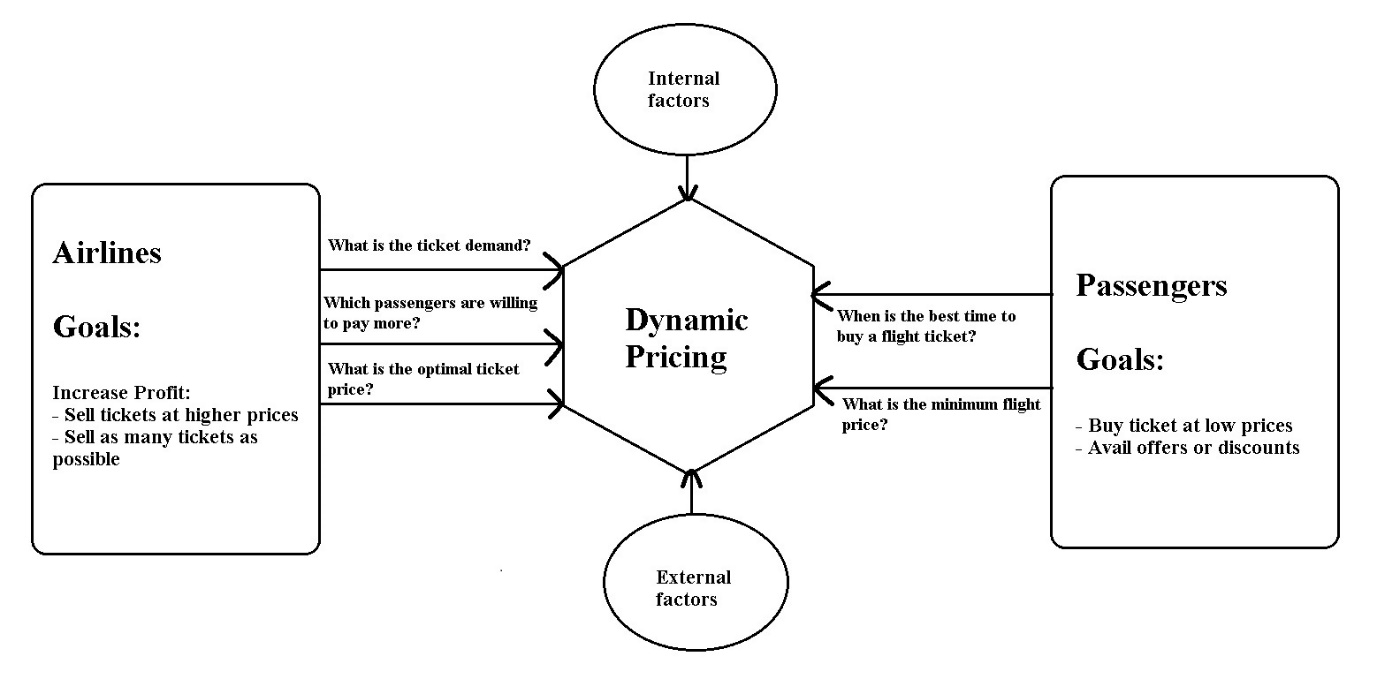 Internal
factors
Airlines
Goals:
Increase Profit:
- Sell tickets at higher prices
- Sell as many tickets as
possible
What is the ticket demand?
Which passengers are willing
to pay more?
What is the optimal ticket
price?
Dynamic
Pricing
When is the best time to
buy a flight ticket?
What is the minimum flight
price?
Passengers
Goals:
- Buy ticket at low prices
- Avail offers or discounts
External
factors